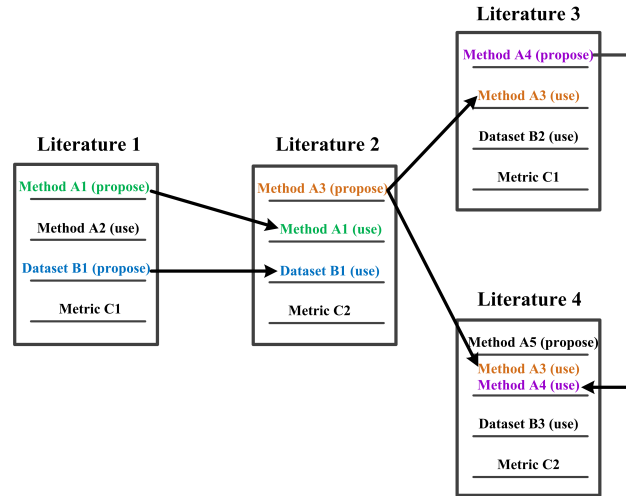 Literature 1
Method A1 (propose)
Method A2 (use)
Dataset B1 (propose)
Metric C1
Literature 2
Method A3 (propose)
Method A1 (use)
Dataset B1 (use)
Metric C2
Literature 3
Method A4 (propose)
Method A3 (use)
Dataset B2 (use)
Metric C1
Literature 4
Method A5 (propose)
Method A3 (use)
Method A4 (use)
Dataset B3 (use)
Metric C2